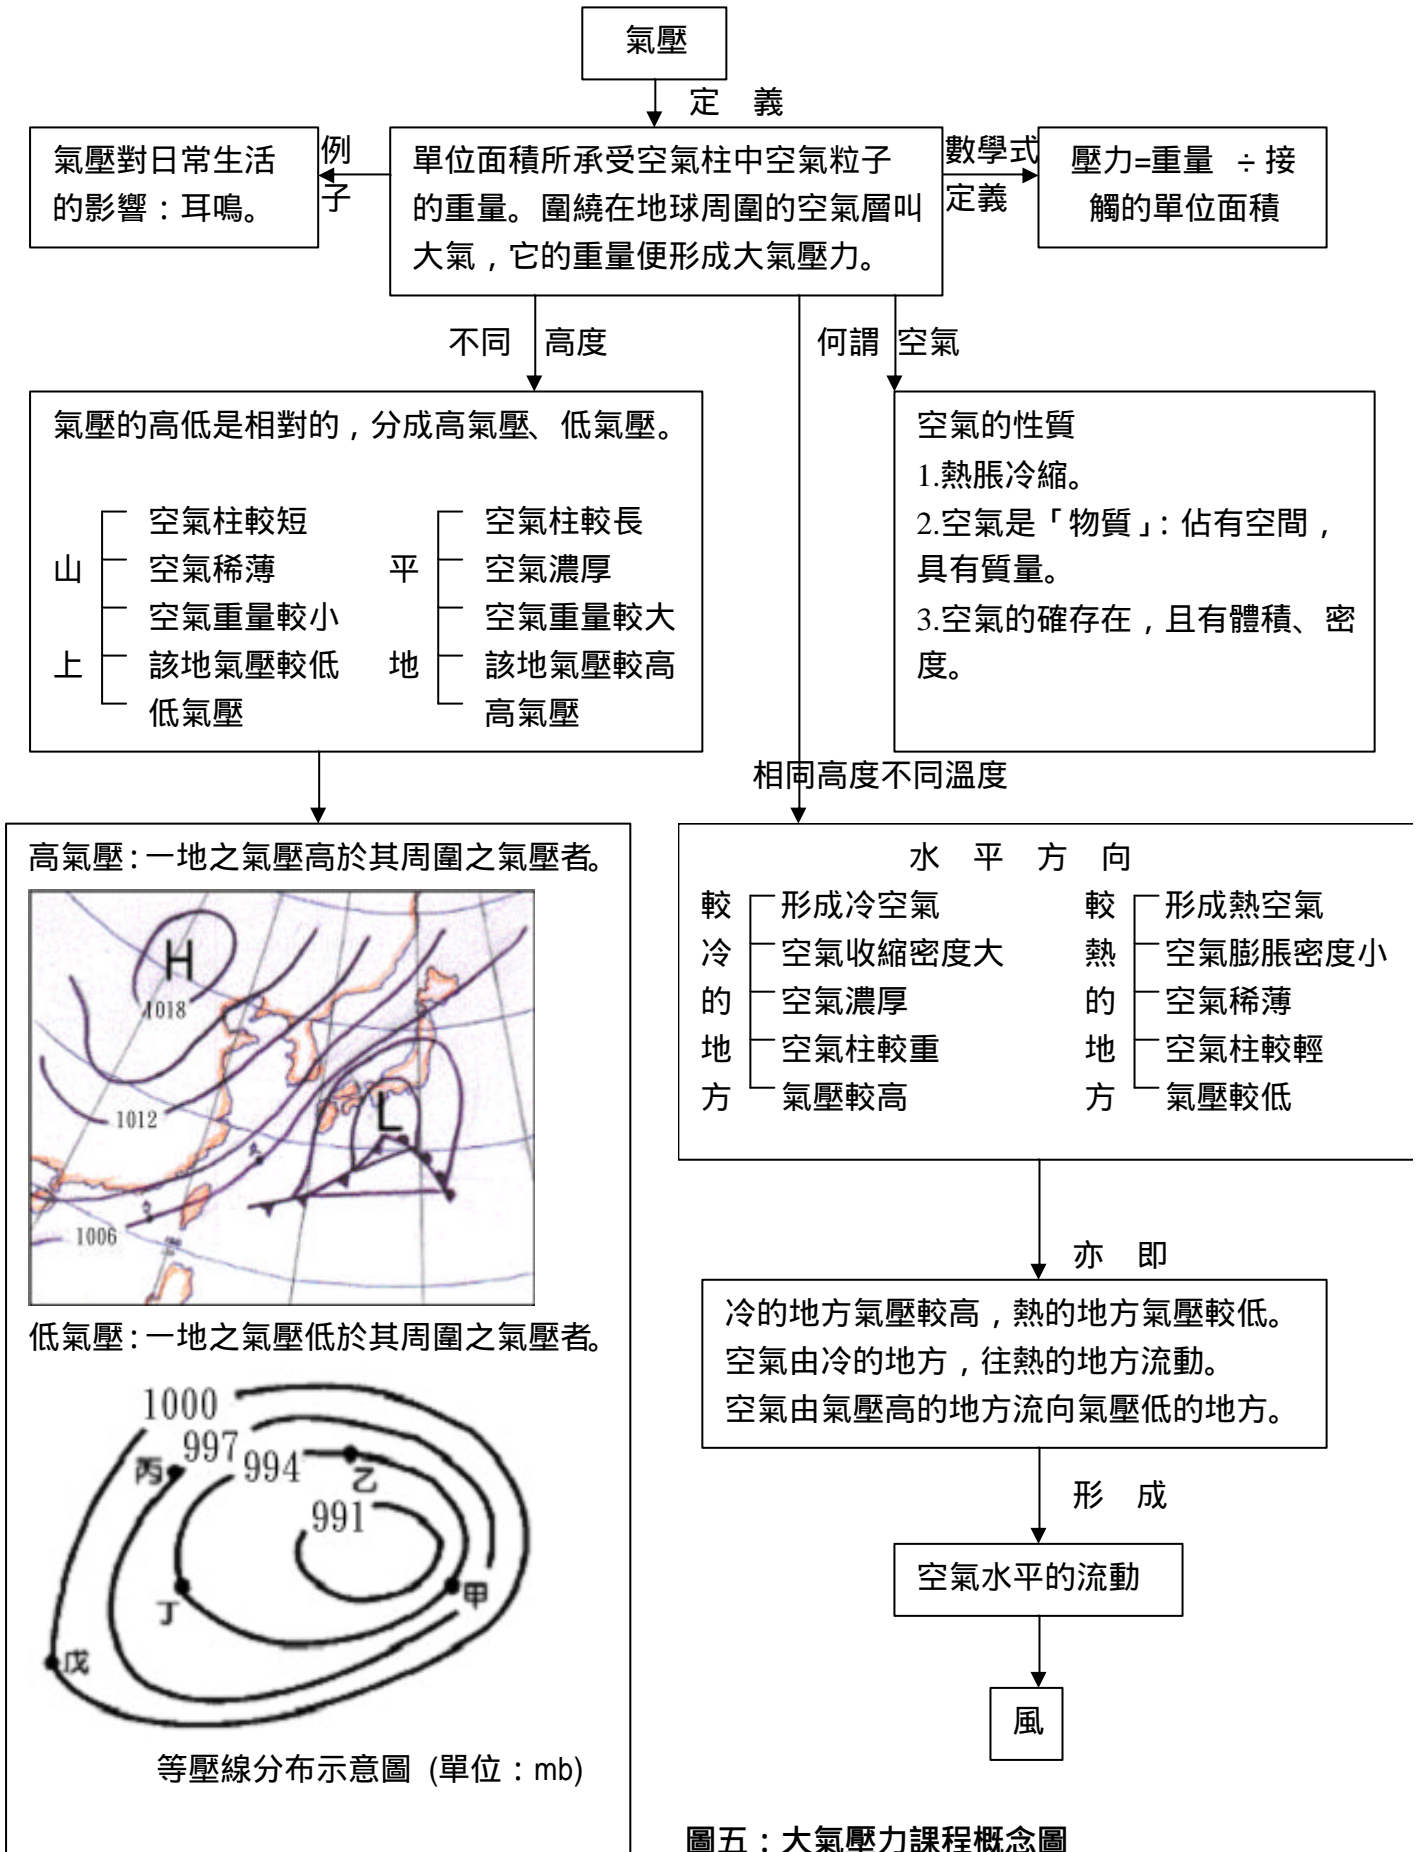 氣壓
定　義
氣壓對日常生活
的影響：耳鳴。
例
子
單位面積所承受空氣柱中空氣粒子
的重量。圍繞在地球周圍的空氣層叫
大氣，它的重量便形成大氣壓力。
數學式
定義
壓力=重量 ÷接
觸的單位面積
不同 高度
何謂 空氣
氣壓的高低是相對的，分成高氣壓、低氣壓。
山上
空氣柱較短
空氣稀薄
空氣重量較小
該地氣壓較低
低氣壓
平地
空氣柱較長
空氣濃厚
空氣重量較大
該地氣壓較高
高氣壓
空氣的性質
1.熱脹冷縮。
2.空氣是「物質」：佔有空間，
具有質量。
3.空氣的確存在，且有體積、密
度。
相同高度不同溫度
高氣壓：一地之氣壓高於其周圍之氣壓者。
H
1018
1012
L
1006
低氣壓：一地之氣壓低於其周圍之氣壓者。
1000
997
丙
994
乙
991
丁
甲
戊
等壓線分布示意圖 (單位：mb)
水　平　方　向
較冷的地方
形成冷空氣
空氣收縮密度大
空氣濃厚
空氣柱較重
氣壓較高
較熱的地方
形成熱空氣
空氣膨脹密度小
空氣稀薄
空氣柱較輕
氣壓較低
亦　即
冷的地方氣壓較高，熱的地方氣壓較低。
空氣由冷的地方，往熱的地方流動。
空氣由氣壓高的地方流向氣壓低的地方。
形　成
空氣水平的流動
風
圖五：大氣壓力課程概念圖